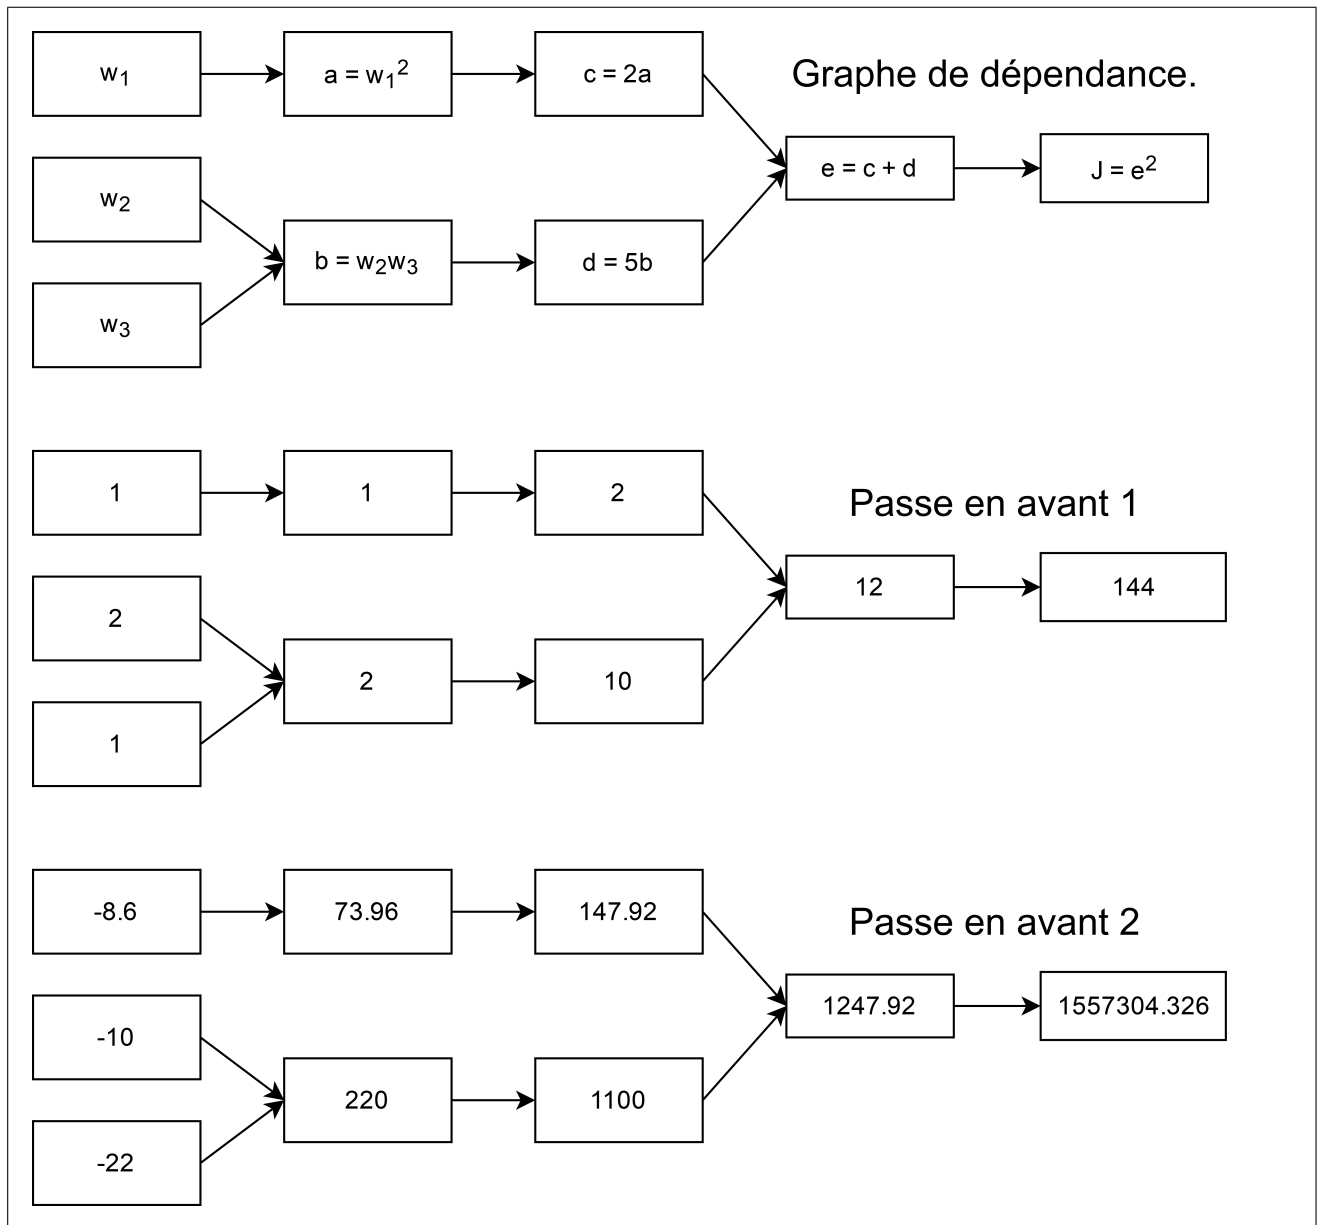 w₁
a = w₁²
c = 2a
Graphe de dépendance.
e = c + d
J = e²
w₂
b = w₂w₃
d = 5b
w₃
1
1
2
Passe en avant 1
12
144
2
2
10
1
-8.6
73.96
147.92
Passe en avant 2
1247.92
1557304.326
-10
220
1100
-22